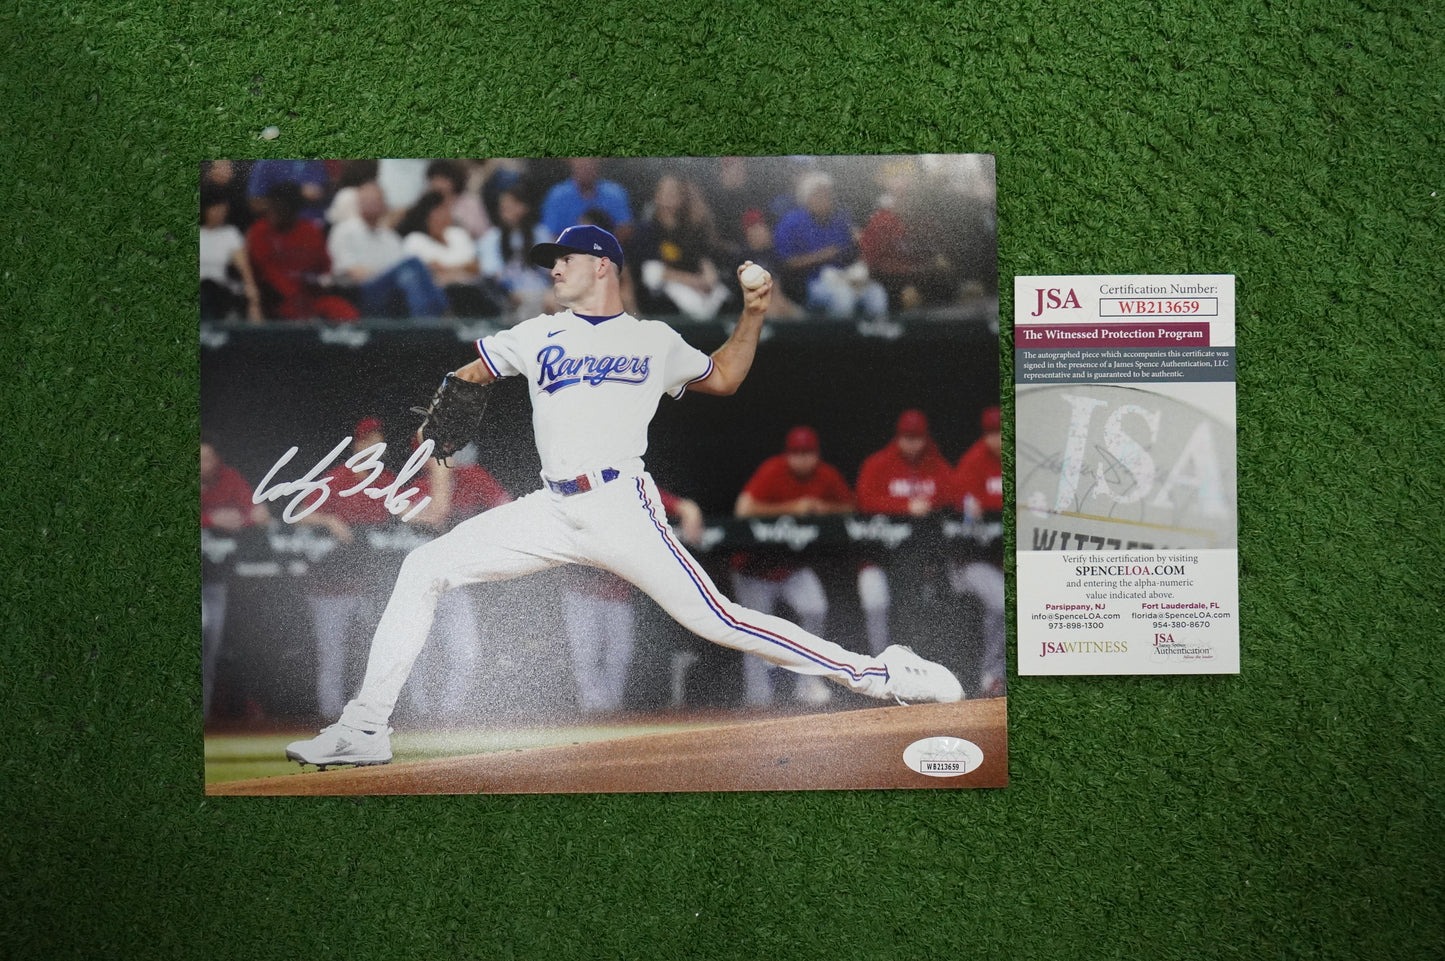 Rangers
61
WB213659
JSA
Certification Number:
WB213659
The Witnessed Protection Program
The autographed piece which accompanies this certificate was
signed in the presence of a James Spence Authentication, LLC
representative and is guaranteed to be authentic.
JSA
Verify this certification by visiting
SPENCELOA.COM
and entering the alpha-numeric
value indicated above.
Parsippany, NJ
info@SpenceLOA.com
973-898-1300
Fort Lauderdale, FL
florida@SpenceLOA.com
954-380-8670
JSAWITNESS
JSA
James Spence
Authentication